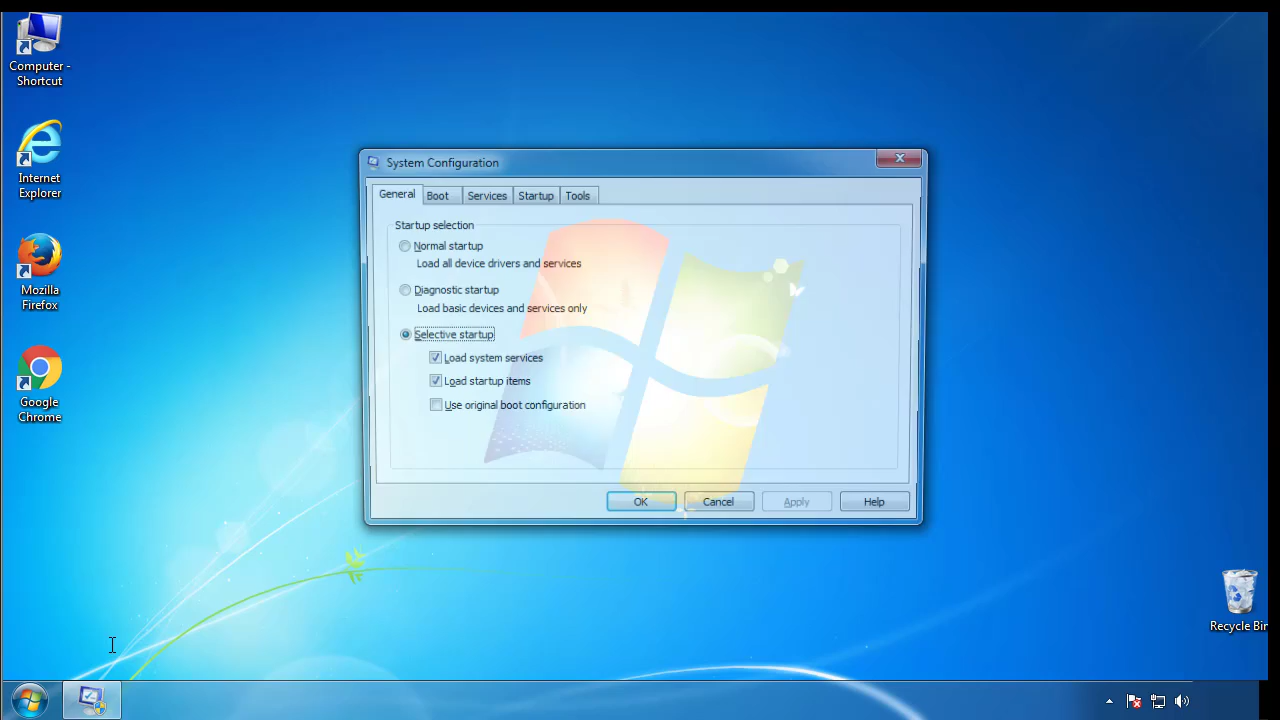 Computer -
Shortcut
Internet
Explorer
Mozilla
Firefox
Google
Chrome
System Configuration
General Boot Services Startup Tools
Startup selection
Normal startup
Load all device drivers and services
Diagnostic startup
Load basic devices and services only
Selective startup
Load system services
Load startup items
Use original boot configuration
OK Cancel Apply Help
Recycle Bin